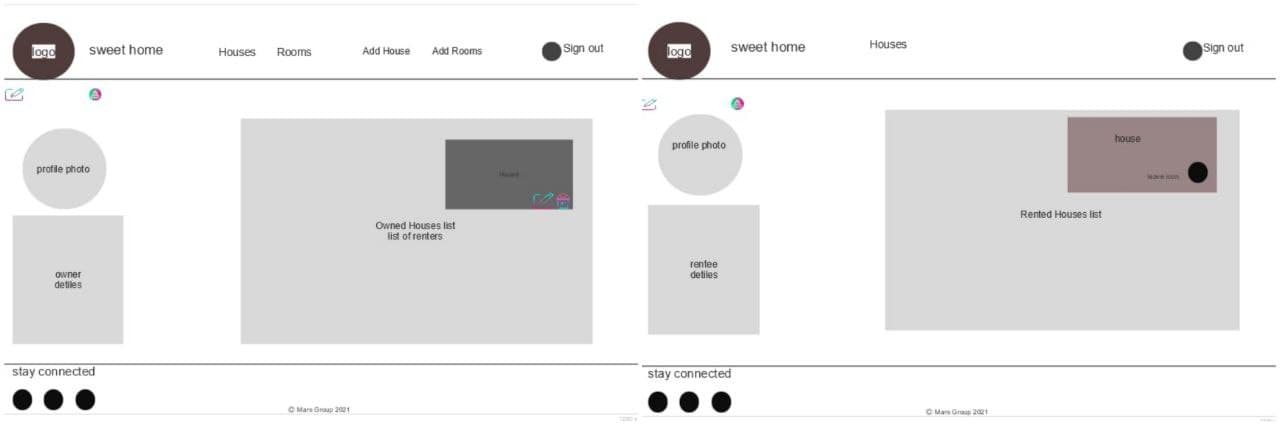 logo
sweet home
Houses
Rooms
Add House
Add Rooms
Sign out
profile photo
House
Owned Houses list
list of renters
owner
detiles
stay connected
© Mars Group 2021
logo
sweet home
Houses
Sign out
profile photo
house
leave icon
Rented Houses list
rentee
detiles
stay connected
© Mars Group 2021